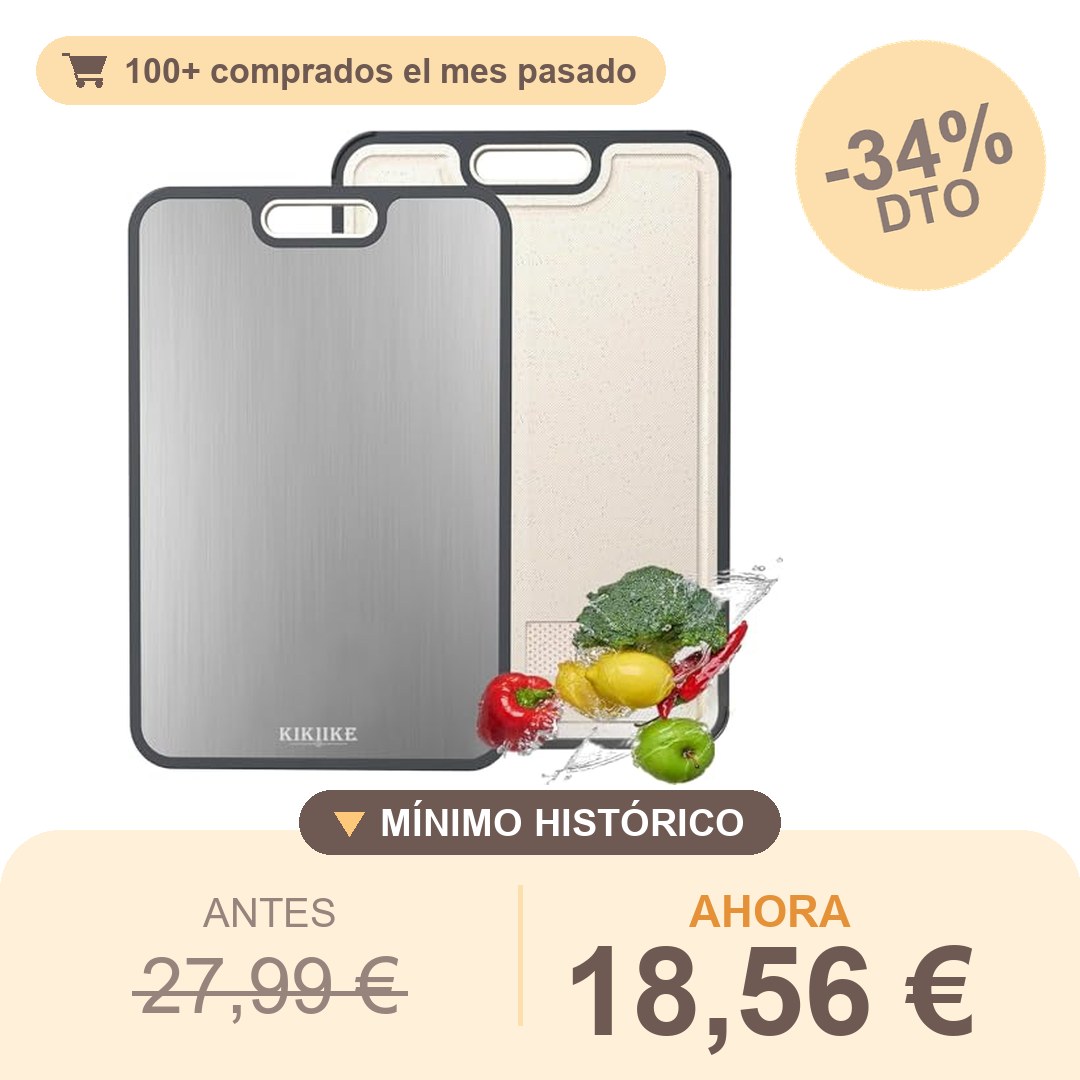 100+ comprados el mes pasado
-34%
DTO
KIKIIKE
MÍNIMO HISTÓRICO
ANTES
27,99 €
AHORA
18,56 €